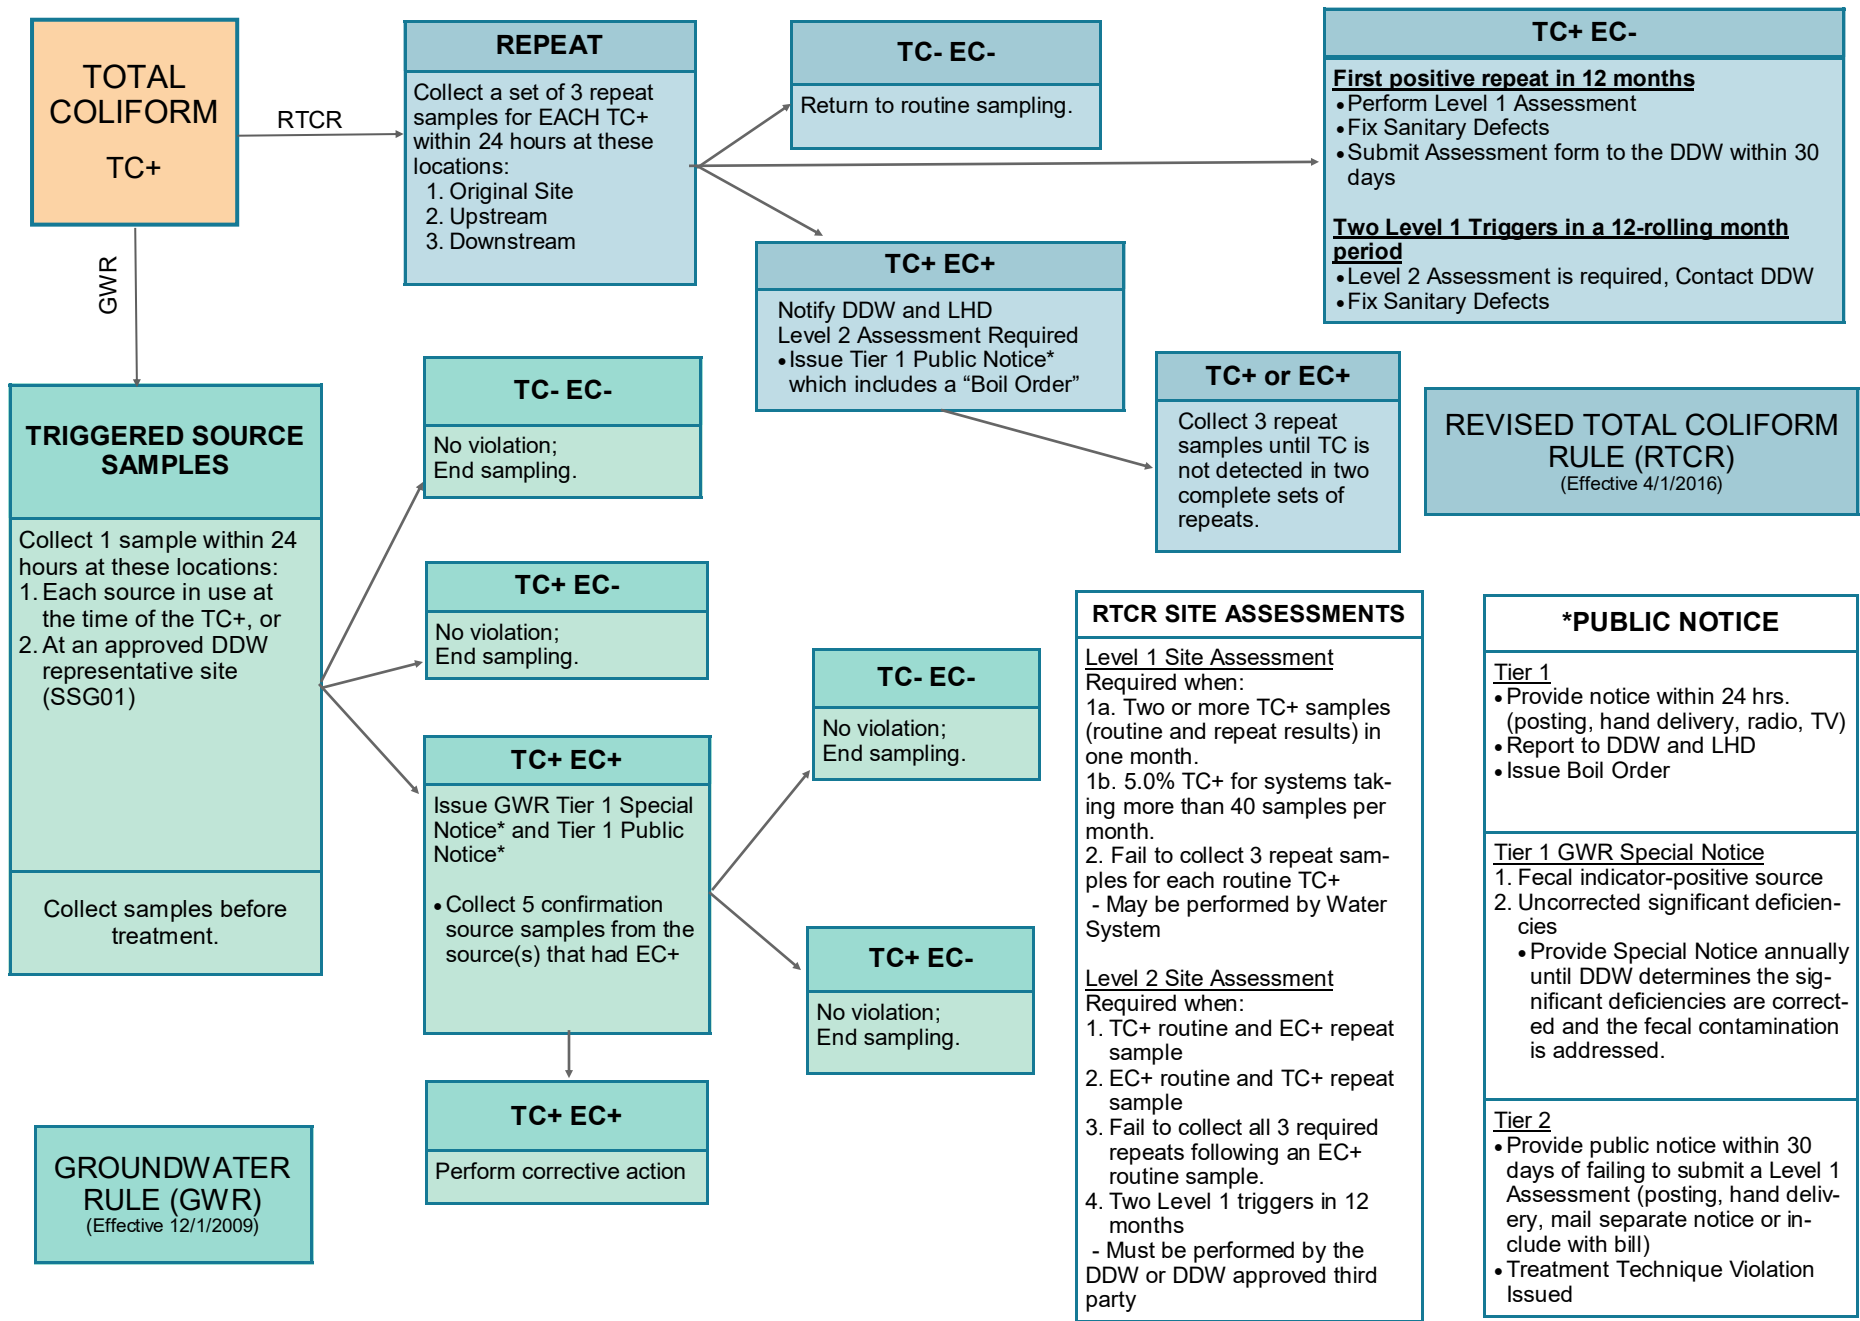 TOTAL
COLIFORM
TC+
RTCR
GWR
REPEAT
Collect a set of 3 repeat
samples for EACH TC+
within 24 hours at these
locations:
1. Original Site
2. Upstream
3. Downstream
TC- EC-
Return to routine sampling.
TC+ EC-
First positive repeat in 12 months
•Perform Level 1 Assessment
•Fix Sanitary Defects
•Submit Assessment form to the DDW within 30
days
Two Level 1 Triggers in a 12-rolling month
period
•Level 2 Assessment is required, Contact DDW
•Fix Sanitary Defects
TC+ EC+
Notify DDW and LHD
Level 2 Assessment Required
•Issue Tier 1 Public Notice*
which includes a “Boil Order”
TC+ or EC+
Collect 3 repeat
samples until TC is
not detected in two
complete sets of
repeats.
REVISED TOTAL COLIFORM
RULE (RTCR)
(Effective 4/1/2016)
TRIGGERED SOURCE
SAMPLES
Collect 1 sample within 24
hours at these locations:
1. Each source in use at
the time of the TC+, or
2. At an approved DDW
representative site
(SSG01)
Collect samples before
treatment.
TC- EC-
No violation;
End sampling.
TC+ EC-
No violation;
End sampling.
TC+ EC+
Issue GWR Tier 1 Special
Notice* and Tier 1 Public
Notice*
•Collect 5 confirmation
source samples from the
source(s) that had EC+
TC- EC-
No violation;
End sampling.
TC+ EC-
No violation;
End sampling.
TC+ EC+
Perform corrective action
GROUNDWATER
RULE (GWR)
(Effective 12/1/2009)
RTCR SITE ASSESSMENTS
Level 1 Site Assessment
Required when:
1a. Two or more TC+ samples
(routine and repeat results) in
one month.
1b. 5.0% TC+ for systems tak-
ing more than 40 samples per
month.
2. Fail to collect 3 repeat sam-
ples for each routine TC+
- May be performed by Water
System
Level 2 Site Assessment
Required when:
1. TC+ routine and EC+ repeat
sample
2. EC+ routine and TC+ repeat
sample
3. Fail to collect all 3 required
repeats following an EC+
routine sample.
4. Two Level 1 triggers in 12
months
- Must be performed by the
DDW or DDW approved third
party
*PUBLIC NOTICE
Tier 1
•Provide notice within 24 hrs.
(posting, hand delivery, radio, TV)
•Report to DDW and LHD
•Issue Boil Order
Tier 1 GWR Special Notice
1. Fecal indicator-positive source
2. Uncorrected significant deficien-
cies
•Provide Special Notice annually
until DDW determines the sig-
nificant deficiencies are correct-
ed and the fecal contamination
is addressed.
Tier 2
•Provide public notice within 30
days of failing to submit a Level 1
Assessment (posting, hand deliv-
ery, mail separate notice or in-
clude with bill)
•Treatment Technique Violation
Issued